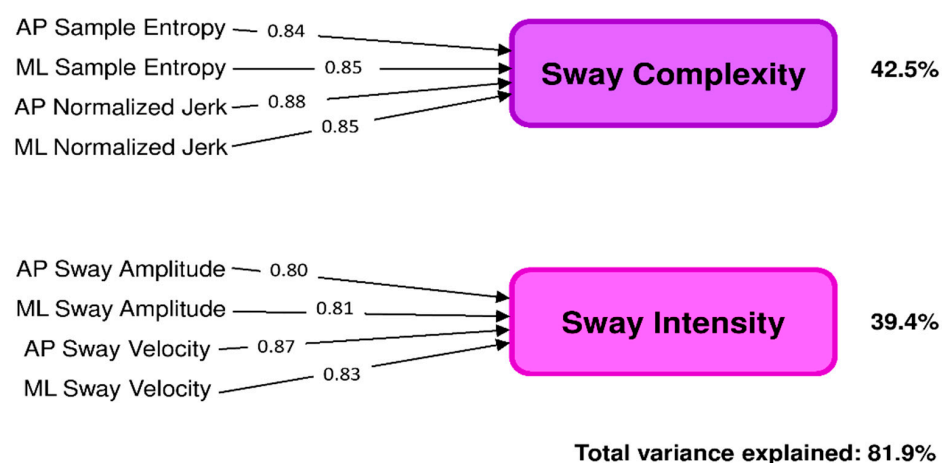 AP Sample Entropy 0.84
ML Sample Entropy 0.85
AP Normalized Jerk 0.88
ML Normalized Jerk 0.85
Sway Complexity 42.5%
AP Sway Amplitude 0.80
ML Sway Amplitude 0.81
AP Sway Velocity 0.87
ML Sway Velocity 0.83
Sway Intensity 39.4%
Total variance explained: 81.9%